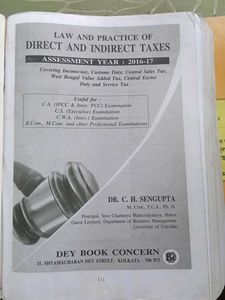 LAW AND PRACTICE OF
DIRECT AND INDIRECT TAXES
ASSESSMENT YEAR : 2016-17
Covering Income-tax, Customs Duty, Central Sales Tax,
West Bengal Value Added Tax, Central Excise
Duty and Service Tax
Useful for :
C.A. (IPCC & Inter. PCC) Examination
C.S. (Executive) Examination
C.W.A. (Inter.) Examination
B.Com., M.Com. and other Professional Examinations
DR. C. H. SENGUPTA
M. Com., F.C.A., Ph. D.
Principal, Sree Chaitanya Mahavidyalaya, Habra
Guest Lecturer, Department of Business Management
University of Calcutta
DEY BOOK CONCERN
15, SHYAMACHARAN DEY STREET, KOLKATA - 700 073